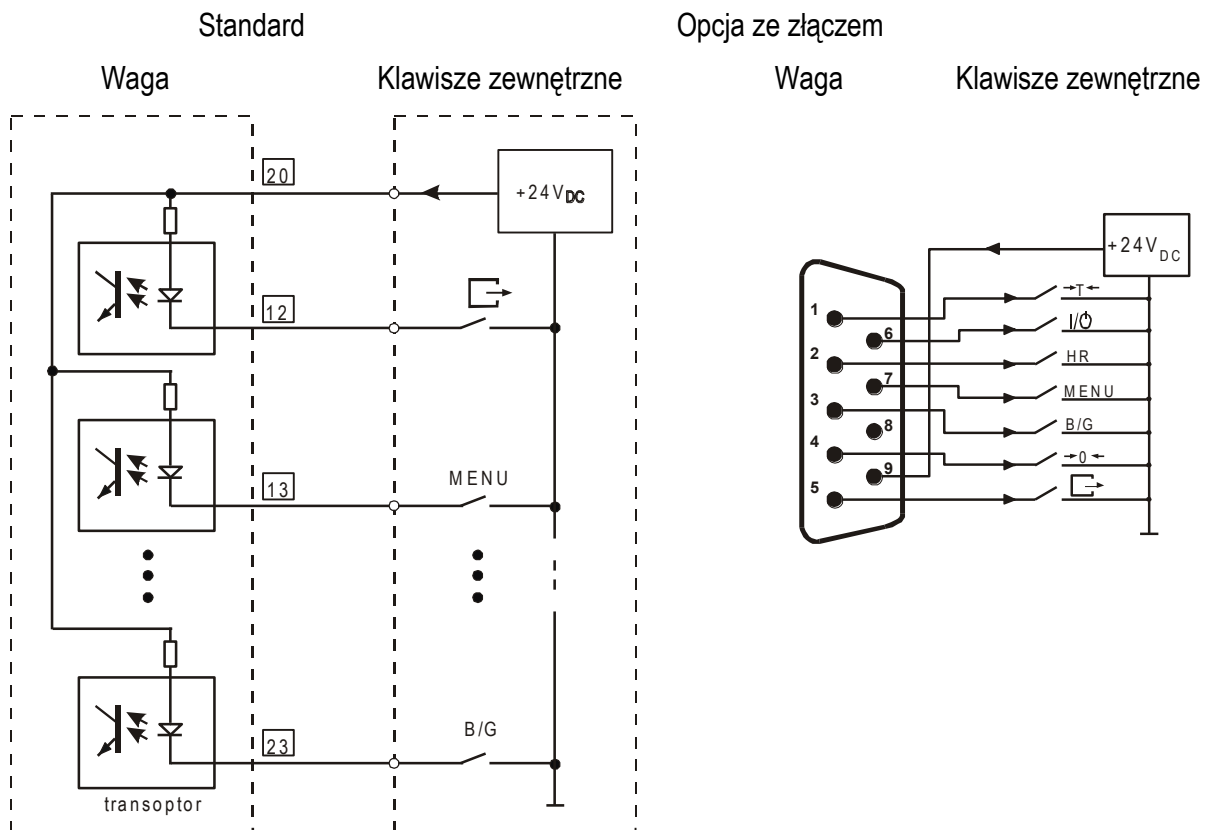 Standard
Opcja ze złączem
Waga
Klawisze zewnętrzne
Waga
Klawisze zewnętrzne
20
+24VDC
12
13
MENU
23
B/G
transoptor
+24VDC
1
6
2
7
3
8
4
9
5
→T←
I/⏻
HR
MENU
B/G
→0←